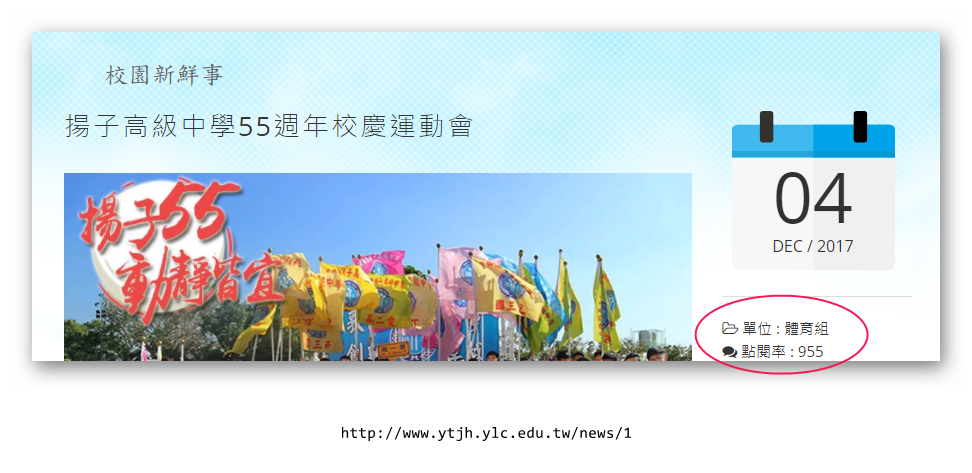 校園新鮮事
揚子高級中學55週年校慶運動會
揚子55
動靜皆宜
04
DEC / 2017
單位 : 體育組
點閱率 : 955
http://www.ytjh.ylc.edu.tw/news/1